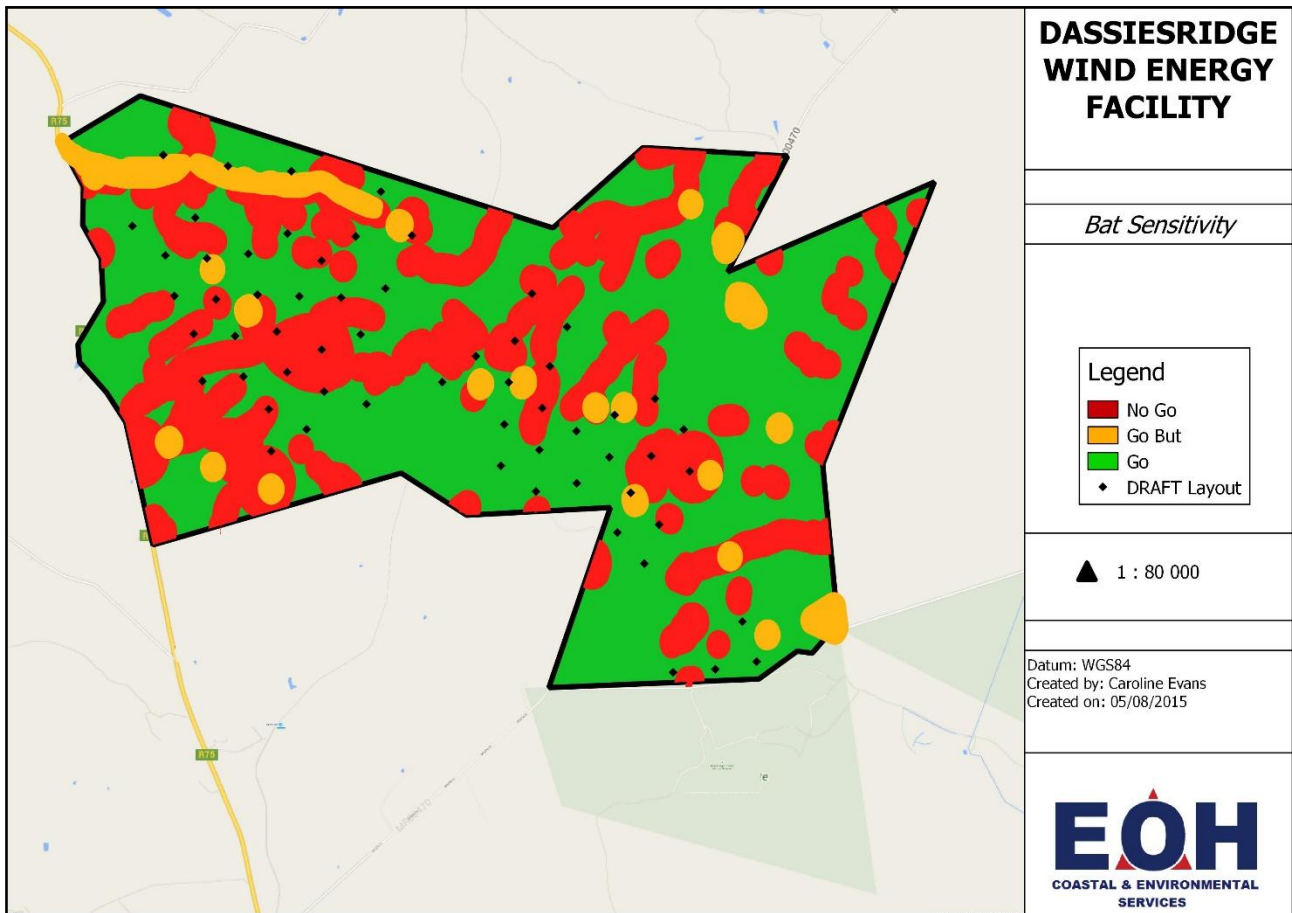 DASSIESRIDGE
WIND ENERGY
FACILITY
Bat Sensitivity
Legend
No Go
Go But
Go
DRAFT Layout
1 : 80 000
Datum: WGS84
Created by: Caroline Evans
Created on: 05/08/2015
EOH
COASTAL & ENVIRONMENTAL
SERVICES
R75
00470
R75